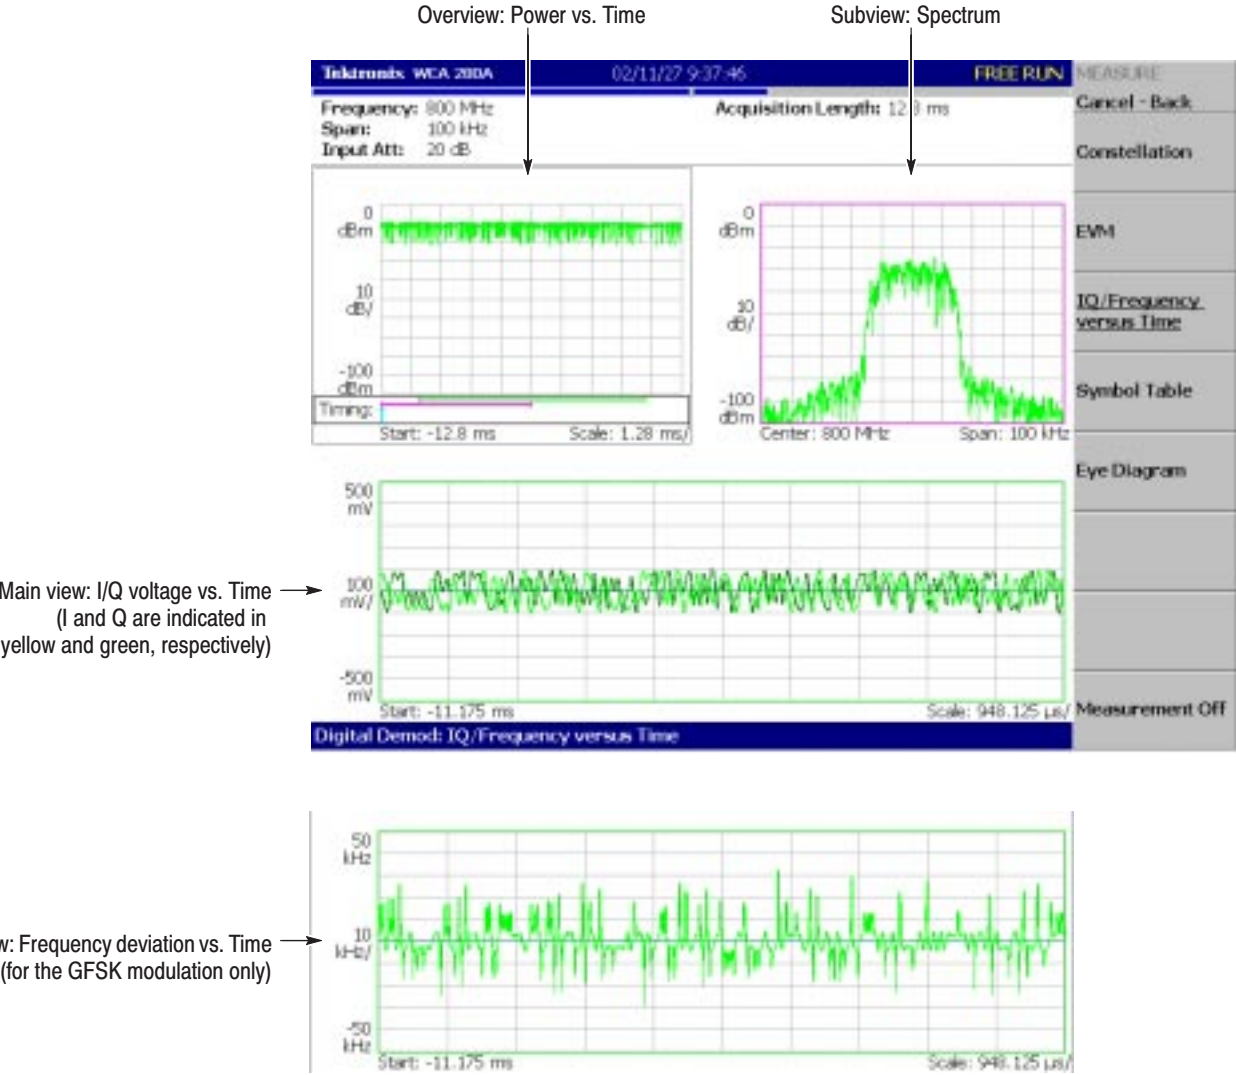 Overview: Power vs. Time
Subview: Spectrum
Tektronix WCA 200A 02/11/27 9:37:46 FREE RUN
MEASURE
Frequency: 800 MHz
Span: 100 kHz
Input Att: 20 dB
Acquisition Length: 12.8 ms
Cancel - Back
Constellation
EVM
IQ/Frequency
versus Time
Symbol Table
Eye Diagram
Measurement Off
0
dBm
10
dB/
-100
dBm
Timing:
Start: -12.8 ms Scale: 1.28 ms/
0
dBm
10
dB/
-100
dBm
Center: 800 MHz Span: 100 kHz
Main view: I/Q voltage vs. Time
(I and Q are indicated in
yellow and green, respectively)
500
mV
100
mV/
-500
mV
Start: -11.175 ms Scale: 948.125 µs/
Digital Demod: IQ/Frequency versus Time
w: Frequency deviation vs. Time
(for the GFSK modulation only)
50
kHz
10
kHz/
-50
kHz
Start: -11.175 ms Scale: 948.125 µs/